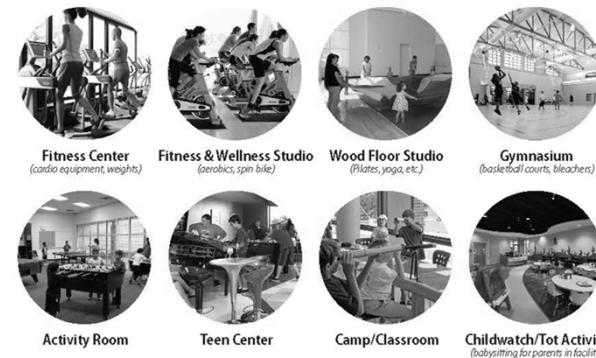 Fitness Center
(cardio equipment, weights)
Fitness & Wellness Studio
(aerobics, spin bike)
Wood Floor Studio
(Pilates, yoga, etc.)
Gymnasium
(basketball courts, bleachers)
Activity Room
Teen Center
Camp/Classroom
Childwatch/Tot Activi
(babysitting for parents in facilit